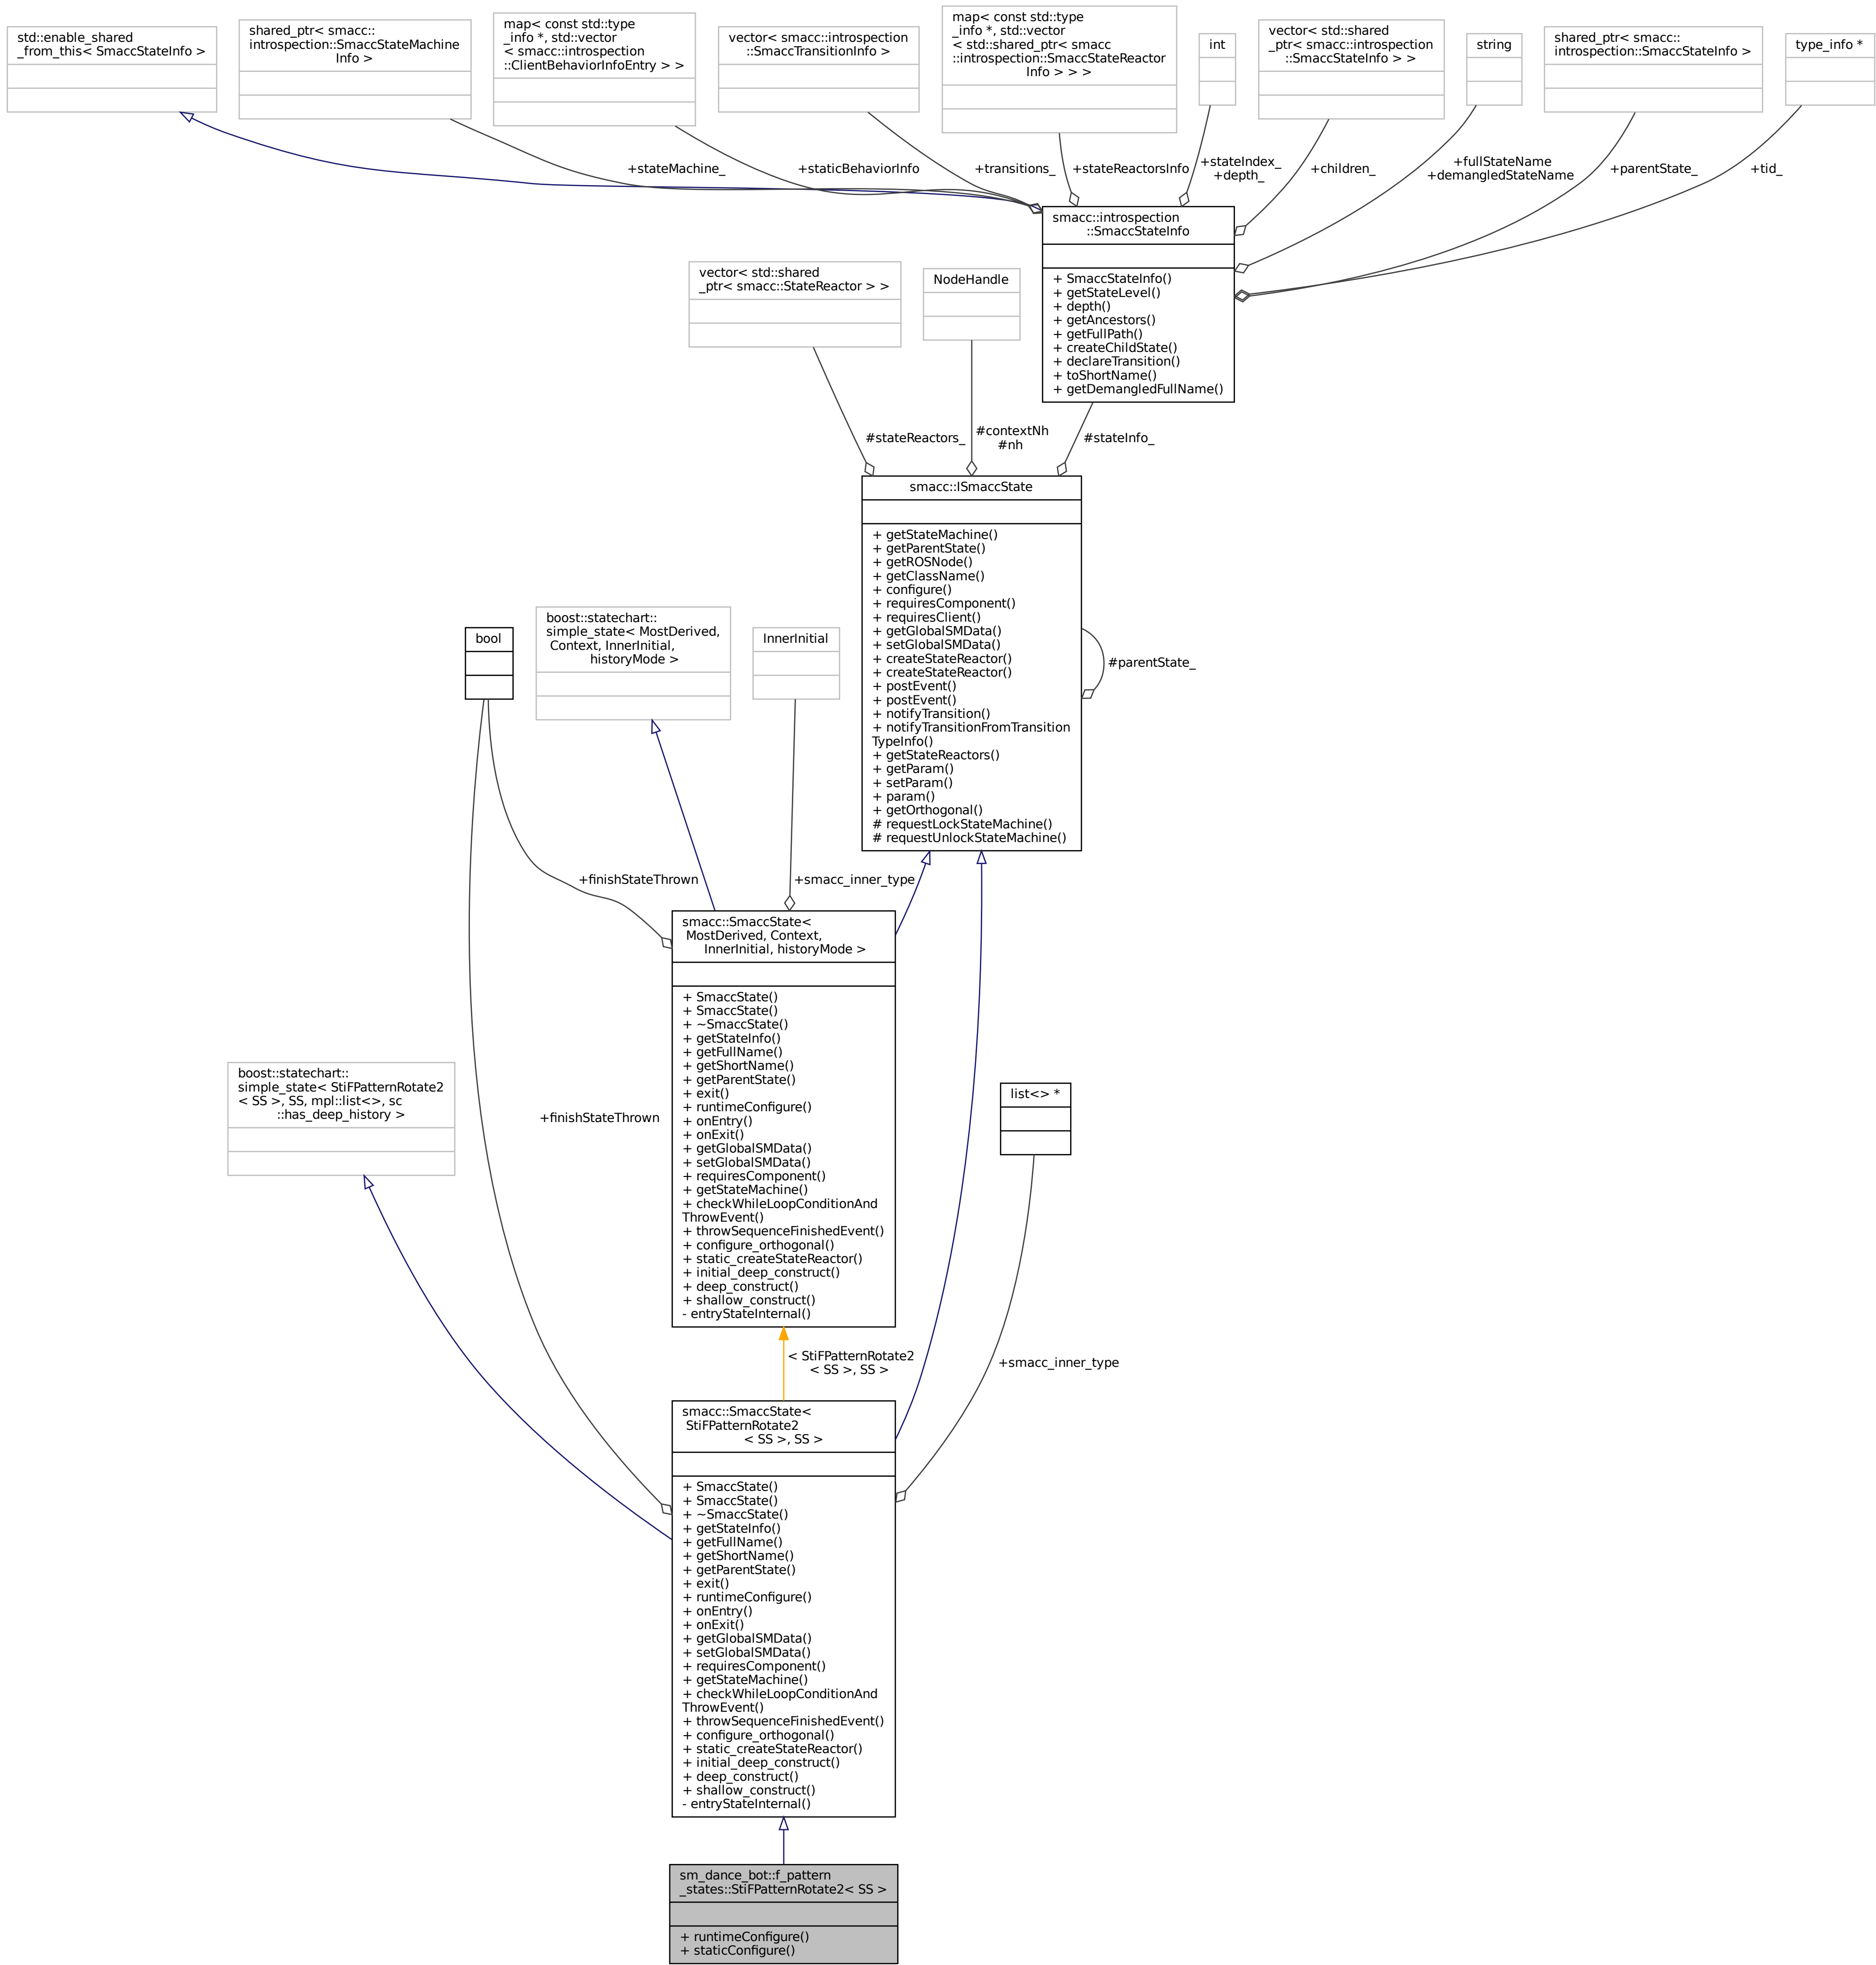 std::enable_shared
_from_this< SmaccStateInfo >
shared_ptr< smacc::
introspection::SmaccStateMachine
Info >
map< const std::type
_info *, std::vector
< smacc::introspection
::ClientBehaviorInfoEntry > >
vector< smacc::introspection
::SmaccTransitionInfo >
map< const std::type
_info *, std::vector
< std::shared_ptr< smacc
::introspection::SmaccStateReactor
Info > > >
int
vector< std::shared
_ptr< smacc::introspection
::SmaccStateInfo > >
string
shared_ptr< smacc::
introspection::SmaccStateInfo >
type_info *
+stateMachine_
+staticBehaviorInfo
+transitions_
+stateReactorsInfo
+stateIndex_
+depth_
+children_
+fullStateName
+demangledStateName
+parentState_
+tid_
smacc::introspection
::SmaccStateInfo
+ SmaccStateInfo()
+ getStateLevel()
+ depth()
+ getAncestors()
+ getFullPath()
+ createChildState()
+ declareTransition()
+ toShortName()
+ getDemangledFullName()
vector< std::shared
_ptr< smacc::StateReactor > >
NodeHandle
#stateReactors_
#contextNh
#nh
#stateInfo_
smacc::ISmaccState
+ getStateMachine()
+ getParentState()
+ getROSNode()
+ getClassName()
+ configure()
+ requiresComponent()
+ requiresClient()
+ getGlobalSMData()
+ setGlobalSMData()
+ createStateReactor()
+ createStateReactor()
+ postEvent()
+ postEvent()
+ notifyTransition()
+ notifyTransitionFromTransition
TypeInfo()
+ getStateReactors()
+ getParam()
+ setParam()
+ param()
+ getOrthogonal()
# requestLockStateMachine()
# requestUnlockStateMachine()
#parentState_
bool
boost::statechart::
simple_state< MostDerived,
Context, InnerInitial,
historyMode >
InnerInitial
+finishStateThrown
+smacc_inner_type
smacc::SmaccState<
MostDerived, Context,
InnerInitial, historyMode >
+ SmaccState()
+ SmaccState()
+ ~SmaccState()
+ getStateInfo()
+ getFullName()
+ getShortName()
+ getParentState()
+ exit()
+ runtimeConfigure()
+ onEntry()
+ onExit()
+ getGlobalSMData()
+ setGlobalSMData()
+ requiresComponent()
+ getStateMachine()
+ checkWhileLoopConditionAnd
ThrowEvent()
+ throwSequenceFinishedEvent()
+ configure_orthogonal()
+ static_createStateReactor()
+ initial_deep_construct()
+ deep_construct()
+ shallow_construct()
- entryStateInternal()
boost::statechart::
simple_state< StiFPatternRotate2
< SS >, SS, mpl::list<>, sc
::has_deep_history >
+finishStateThrown
list<> *
< StiFPatternRotate2
< SS >, SS >
+smacc_inner_type
smacc::SmaccState<
StiFPatternRotate2
< SS >, SS >
+ SmaccState()
+ SmaccState()
+ ~SmaccState()
+ getStateInfo()
+ getFullName()
+ getShortName()
+ getParentState()
+ exit()
+ runtimeConfigure()
+ onEntry()
+ onExit()
+ getGlobalSMData()
+ setGlobalSMData()
+ requiresComponent()
+ getStateMachine()
+ checkWhileLoopConditionAnd
ThrowEvent()
+ throwSequenceFinishedEvent()
+ configure_orthogonal()
+ static_createStateReactor()
+ initial_deep_construct()
+ deep_construct()
+ shallow_construct()
- entryStateInternal()
sm_dance_bot::f_pattern
_states::StiFPatternRotate2< SS >
+ runtimeConfigure()
+ staticConfigure()